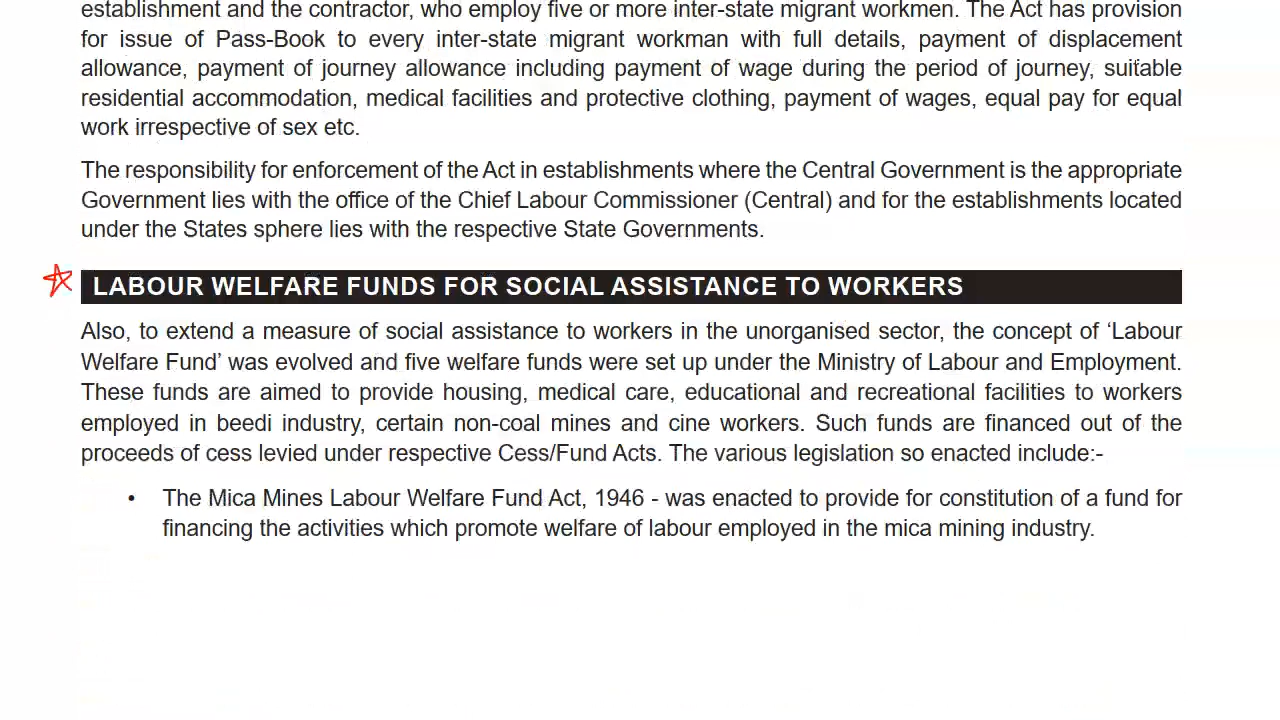 establishment and the contractor, who employ five or more inter-state migrant workmen. The Act has provision
for issue of Pass-Book to every inter-state migrant workman with full details, payment of displacement
allowance, payment of journey allowance including payment of wage during the period of journey, suitable
residential accommodation, medical facilities and protective clothing, payment of wages, equal pay for equal
work irrespective of sex etc.
The responsibility for enforcement of the Act in establishments where the Central Government is the appropriate
Government lies with the office of the Chief Labour Commissioner (Central) and for the establishments located
under the States sphere lies with the respective State Governments.
LABOUR WELFARE FUNDS FOR SOCIAL ASSISTANCE TO WORKERS
Also, to extend a measure of social assistance to workers in the unorganised sector, the concept of ‘Labour
Welfare Fund’ was evolved and five welfare funds were set up under the Ministry of Labour and Employment.
These funds are aimed to provide housing, medical care, educational and recreational facilities to workers
employed in beedi industry, certain non-coal mines and cine workers. Such funds are financed out of the
proceeds of cess levied under respective Cess/Fund Acts. The various legislation so enacted include:-
• The Mica Mines Labour Welfare Fund Act, 1946 - was enacted to provide for constitution of a fund for
financing the activities which promote welfare of labour employed in the mica mining industry.